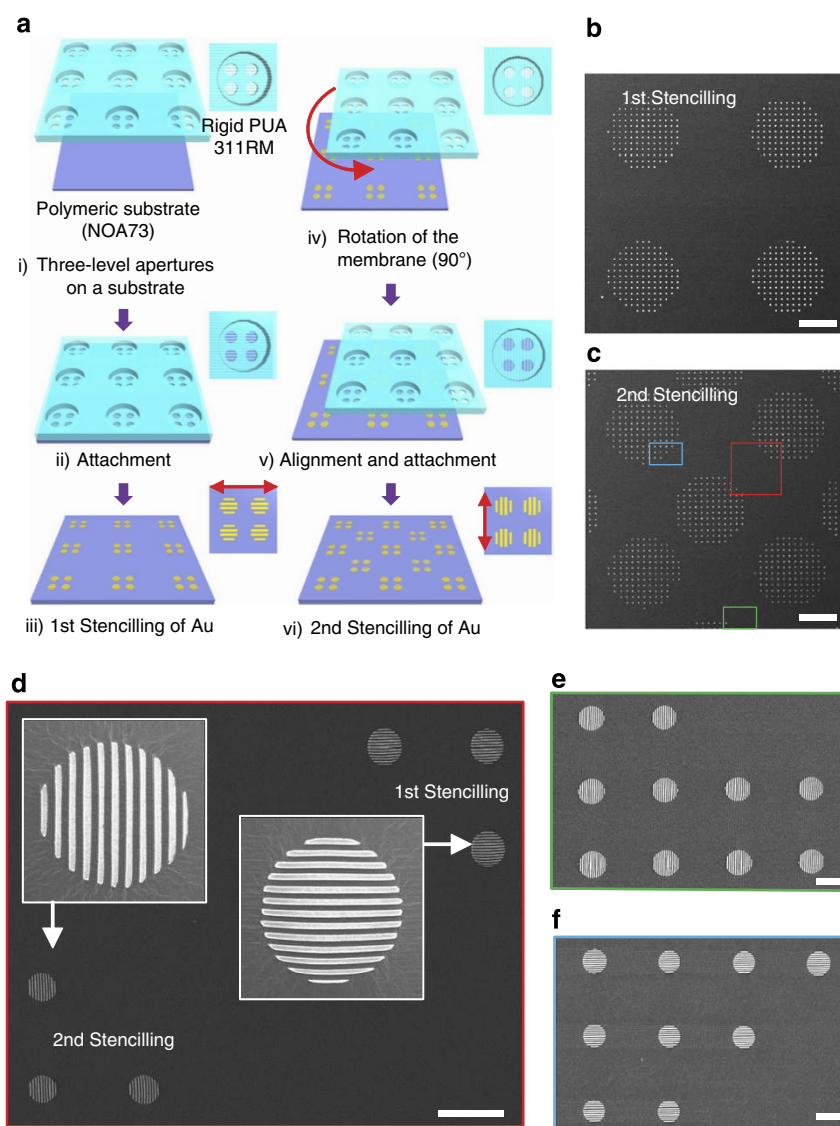 a
Rigid PUA
311RM
Polymeric substrate
(NOA73)
i) Three-level apertures
on a substrate
ii) Attachment
iii) 1st Stencilling of Au
iv) Rotation of the
membrane (90°)
v) Alignment and attachment
vi) 2nd Stencilling of Au
b
1st Stencilling
c
2nd Stencilling
d
1st Stencilling
2nd Stencilling
e
f